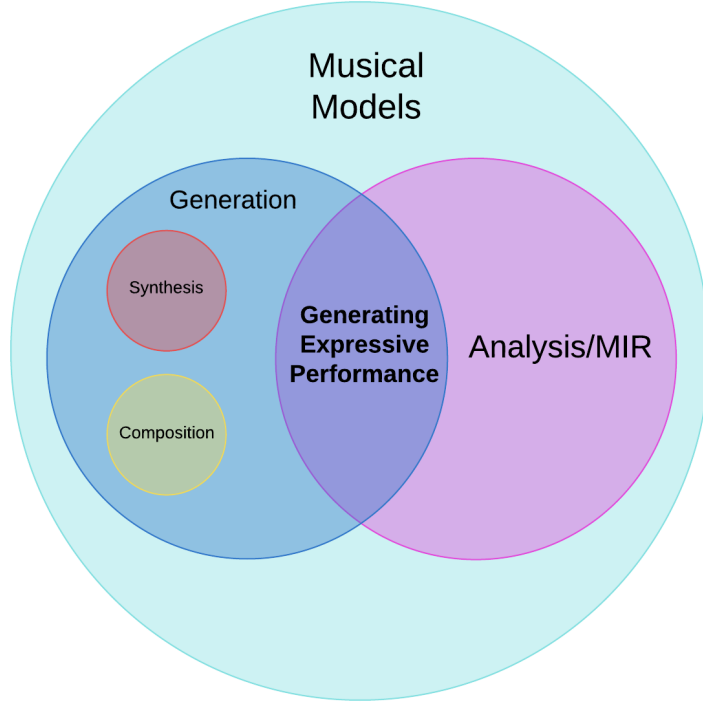 Musical
Models
Generation
Synthesis
Composition
Generating
Expressive
Performance
Analysis/MIR